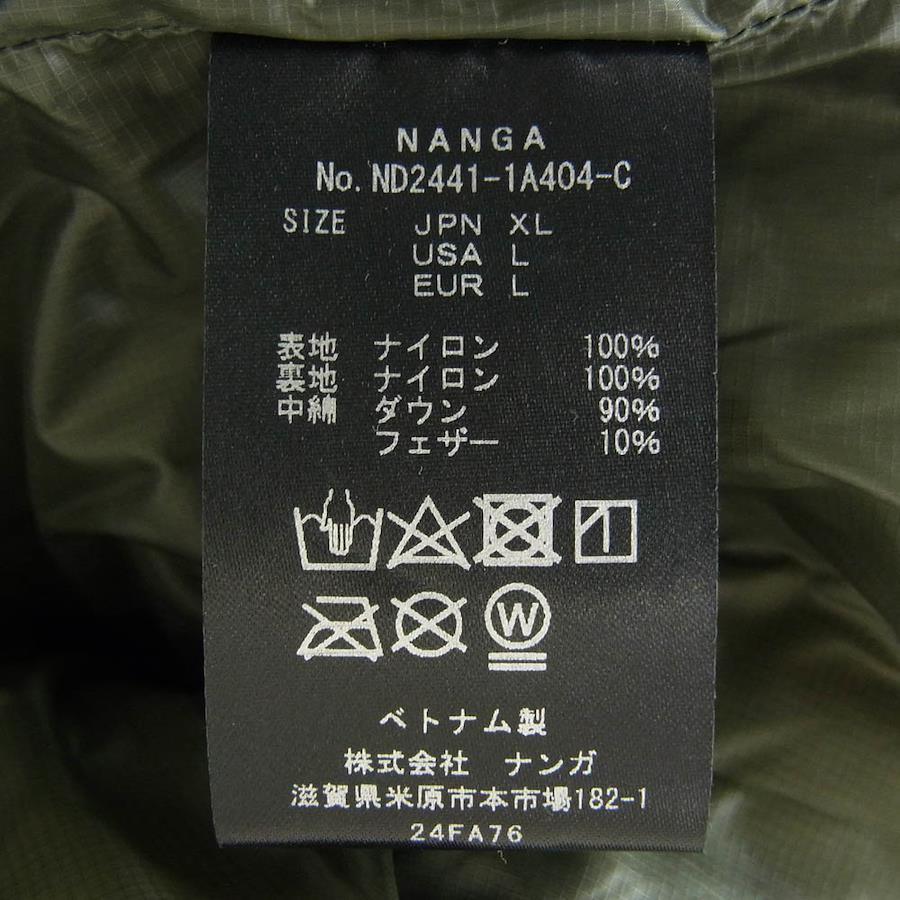 NANGA
No. ND2441-1A404-C
SIZE JPN XL
USA L
EUR L
表地 ナイロン 100%
裏地 ナイロン 100%
中綿 ダウン 90%
フェザー 10%
W
ベトナム製
株式会社 ナンガ
滋賀県米原市本市場182-1
24FA76